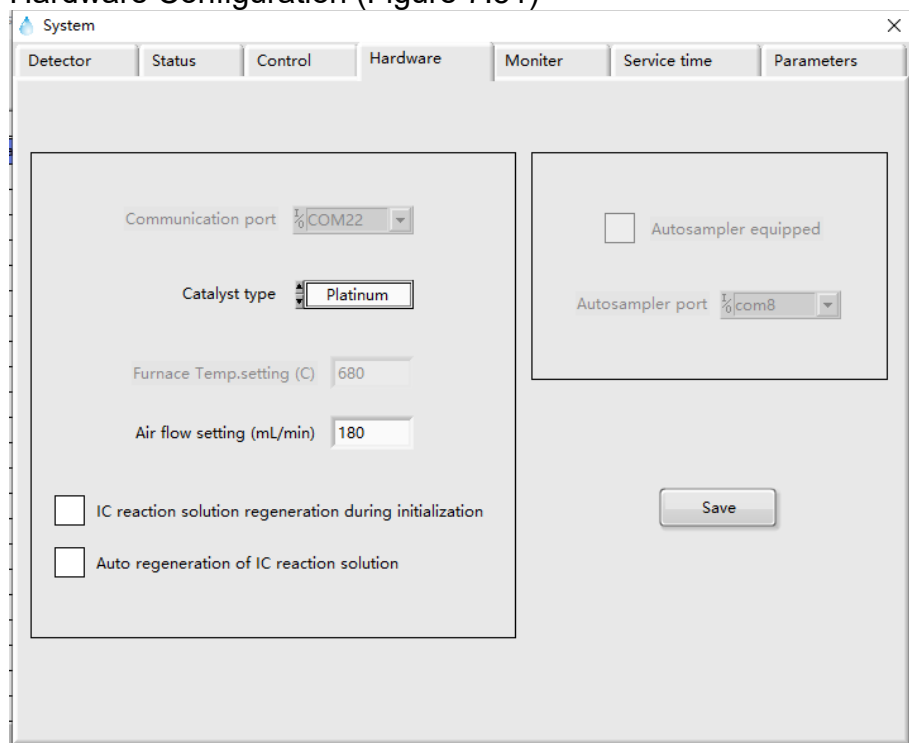 Hardware Configuration (Figure 7.31)
System
Detector Status Control Hardware Moniter Service time Parameters
Communication port COM22
Catalyst type Platinum
Furnace Temp.setting (C) 680
Air flow setting (mL/min) 180
IC reaction solution regeneration during initialization
Auto regeneration of IC reaction solution
Autosampler equipped
Autosampler port com8
Save